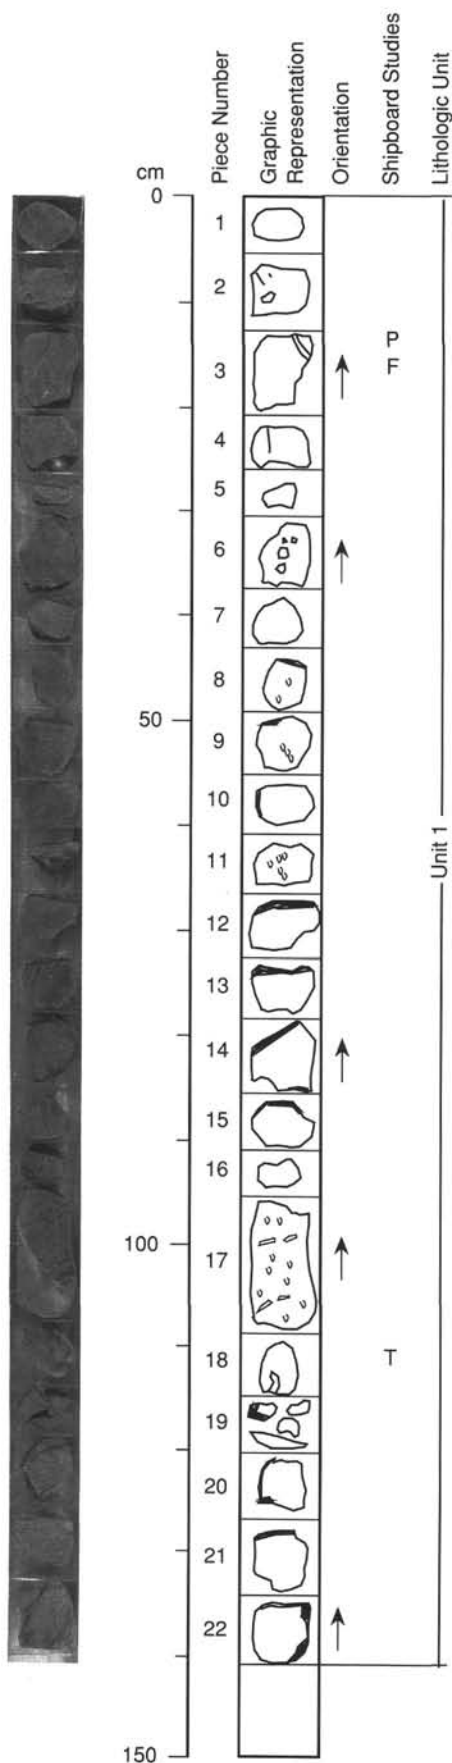 cm
Piece Number
Graphic
Representation
Orientation
Shipboard Studies
Lithologic Unit
0
1
2
P
3
F
4
5
6
7
8
50
9
10
11
Unit 1
12
13
14
15
16
100
17
18
T
19
20
21
22
150